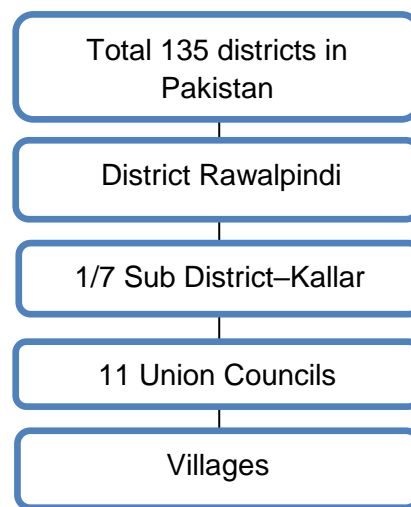 Total 135 districts in
Pakistan
District Rawalpindi
1/7 Sub District–Kallar
11 Union Councils
Villages